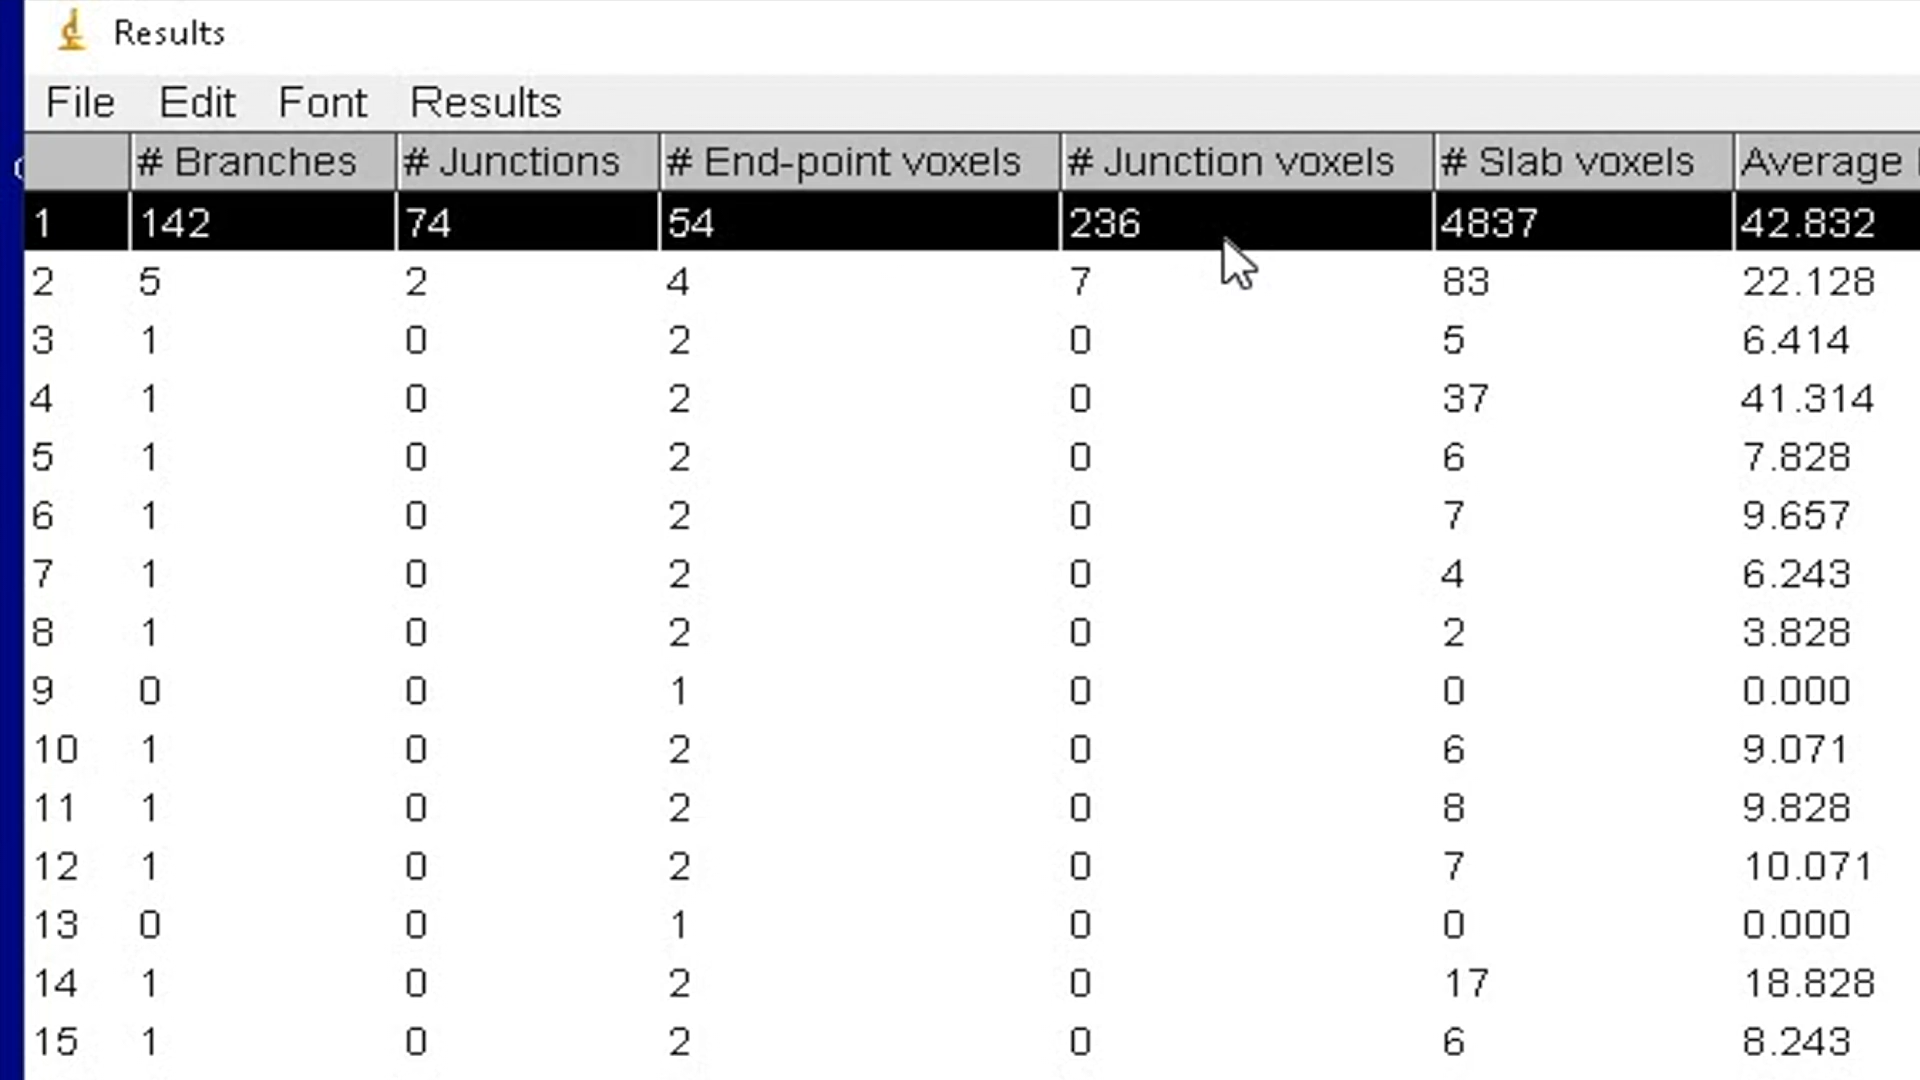 Results
File Edit Font Results
# Branches # Junctions # End-point voxels # Junction voxels # Slab voxels Average
1 142 74 54 236 4837 42.832
2 5 2 4 7 83 22.128
3 1 0 2 0 5 6.414
4 1 0 2 0 37 41.314
5 1 0 2 0 6 7.828
6 1 0 2 0 7 9.657
7 1 0 2 0 4 6.243
8 1 0 2 0 2 3.828
9 0 0 1 0 0 0.000
10 1 0 2 0 6 9.071
11 1 0 2 0 8 9.828
12 1 0 2 0 7 10.071
13 0 0 1 0 0 0.000
14 1 0 2 0 17 18.828
15 1 0 2 0 6 8.243